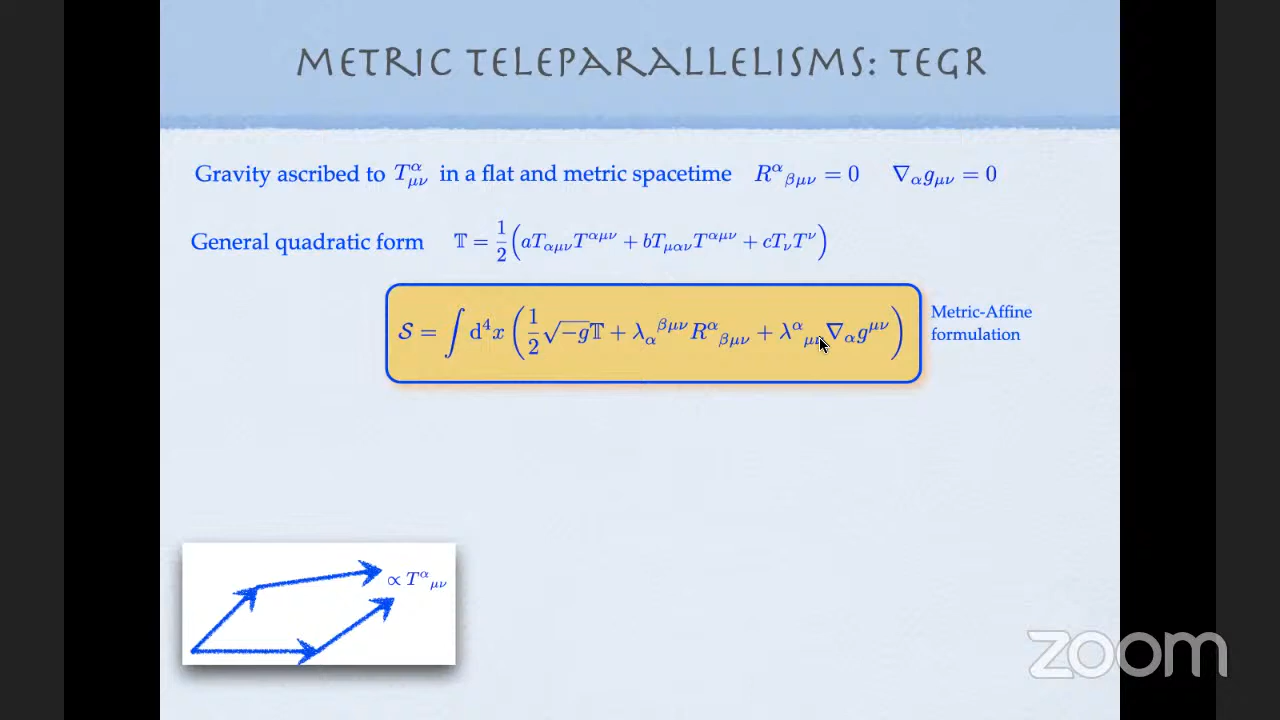 METRIC TELEPARALLELISMS: TEGR
Gravity ascribed to $T^{\alpha}_{\mu\nu}$ in a flat and metric spacetime $R^{\alpha}{}_{\beta\mu\nu} = 0$ $\nabla_{\alpha} g_{\mu\nu} = 0$
General quadratic form $\mathbb{T} = \frac{1}{2}\left(aT_{\alpha\mu\nu}T^{\alpha\mu\nu} + bT_{\mu\alpha\nu}T^{\alpha\mu\nu} + cT_{\nu}T^{\nu}\right)$
$\mathcal{S} = \int \mathrm{d}^4x \left(\frac{1}{2}\sqrt{-g}\mathbb{T} + \lambda_{\alpha}{}^{\beta\mu\nu}R^{\alpha}{}_{\beta\mu\nu} + \lambda^{\alpha}{}_{\mu\nu}\nabla_{\alpha}g^{\mu\nu}\right)$
Metric-Affine
formulation
$\propto T^{\alpha}{}_{\mu\nu}$
zoom